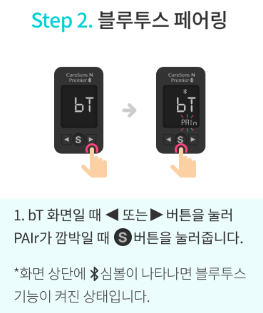 Step 2. 블루투스 페어링
CareSens N
Premier
CareSens N
Premier
bT
bT
PAIr
S
S
1. bT 화면일 때 ◀ 또는 ▶ 버튼을 눌러
PAIr가 깜박일 때 S 버튼을 눌러줍니다.
*화면 상단에 심볼이 나타나면 블루투스
기능이 켜진 상태입니다.